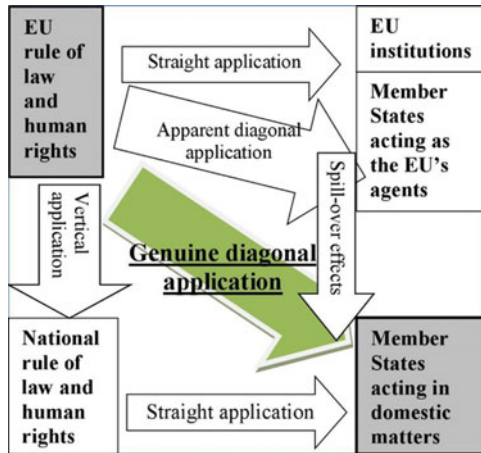 EU
rule of
law
and
human
rights
Straight application
EU
institutions
Apparent diagonal
application
Member
States
acting as
the EU's
agents
Vertical
application
Spill-over effects
Genuine diagonal
application
National
rule of
law and
human
rights
Straight application
Member
States
acting in
domestic
matters